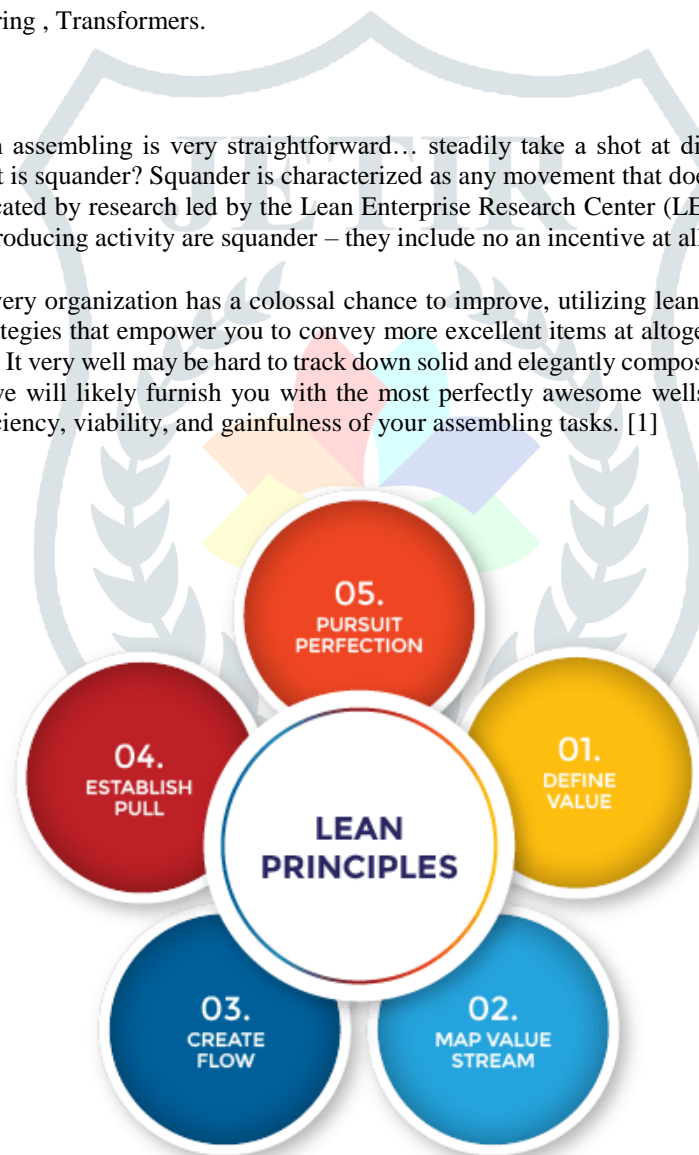 ring , Transformers.
assembling is very straightforward… steadily take a shot at di
t is squander? Squander is characterized as any movement that doe
cated by research led by the Lean Enterprise Research Center (LE
roducing activity are squander – they include no an incentive at all
very organization has a colossal chance to improve, utilizing lean
tegies that empower you to convey more excellent items at altoge
. It very well may be hard to track down solid and elegantly compos
ve will likely furnish you with the most perfectly awesome wells
ciency, viability, and gainfulness of your assembling tasks. [1]
JETIR
05.
PURSUIT
PERFECTION
04.
ESTABLISH
PULL
01.
DEFINE
VALUE
LEAN
PRINCIPLES
03.
CREATE
FLOW
02.
MAP VALUE
STREAM